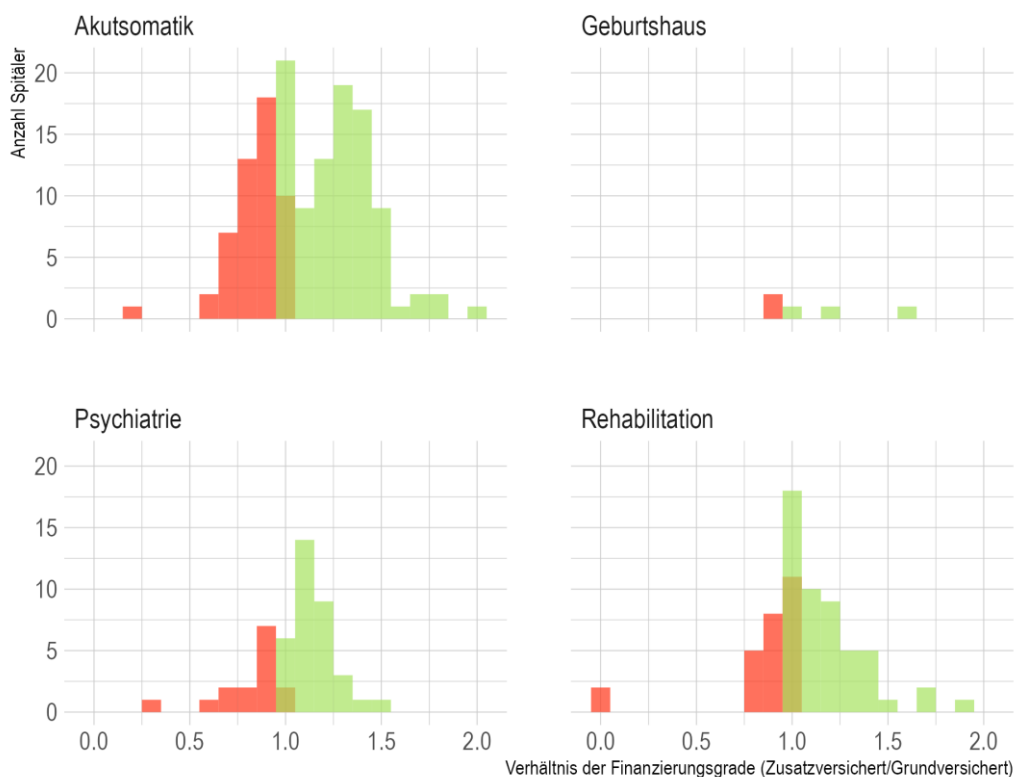 Akutsomatik
Geburtshaus
Anzahl Spitäler
20
15
10
5
0
Psychiatrie
Rehabilitation
20
15
10
5
0
0.0 0.5 1.0 1.5 2.0
0.0 0.5 1.0 1.5 2.0
Verhältnis der Finanzierungsgrade (Zusatzversichert/Grundversichert)